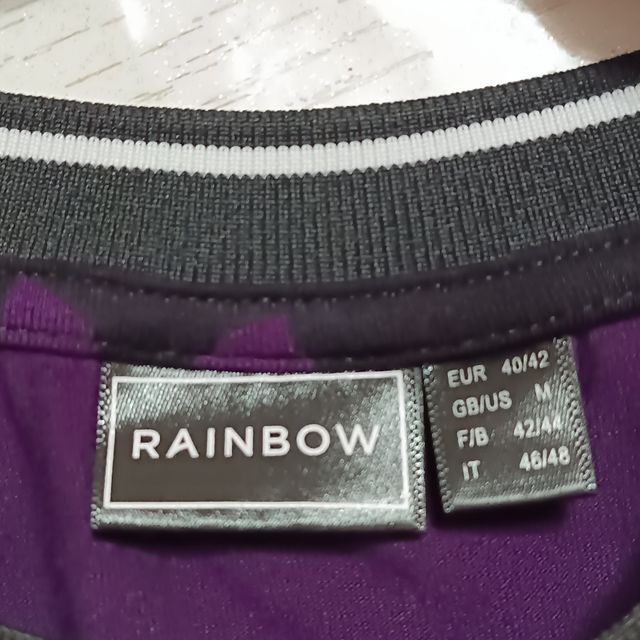 RAINBOW
EUR 40/42
GB/US M
F/B 42/44
IT 46/48